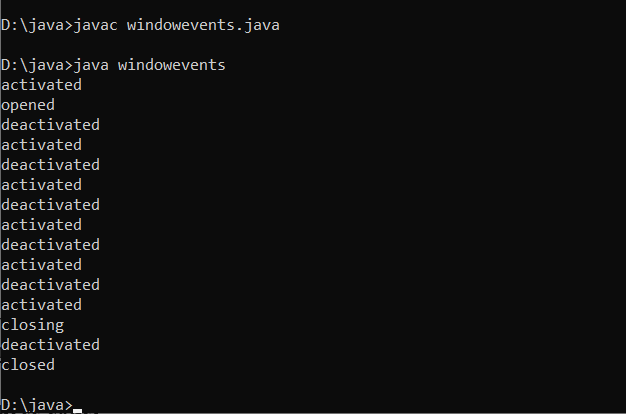 D:\java>javac windowevents.java
D:\java>java windowevents
activated
opened
deactivated
activated
deactivated
activated
deactivated
activated
deactivated
activated
deactivated
activated
closing
deactivated
closed
D:\java>